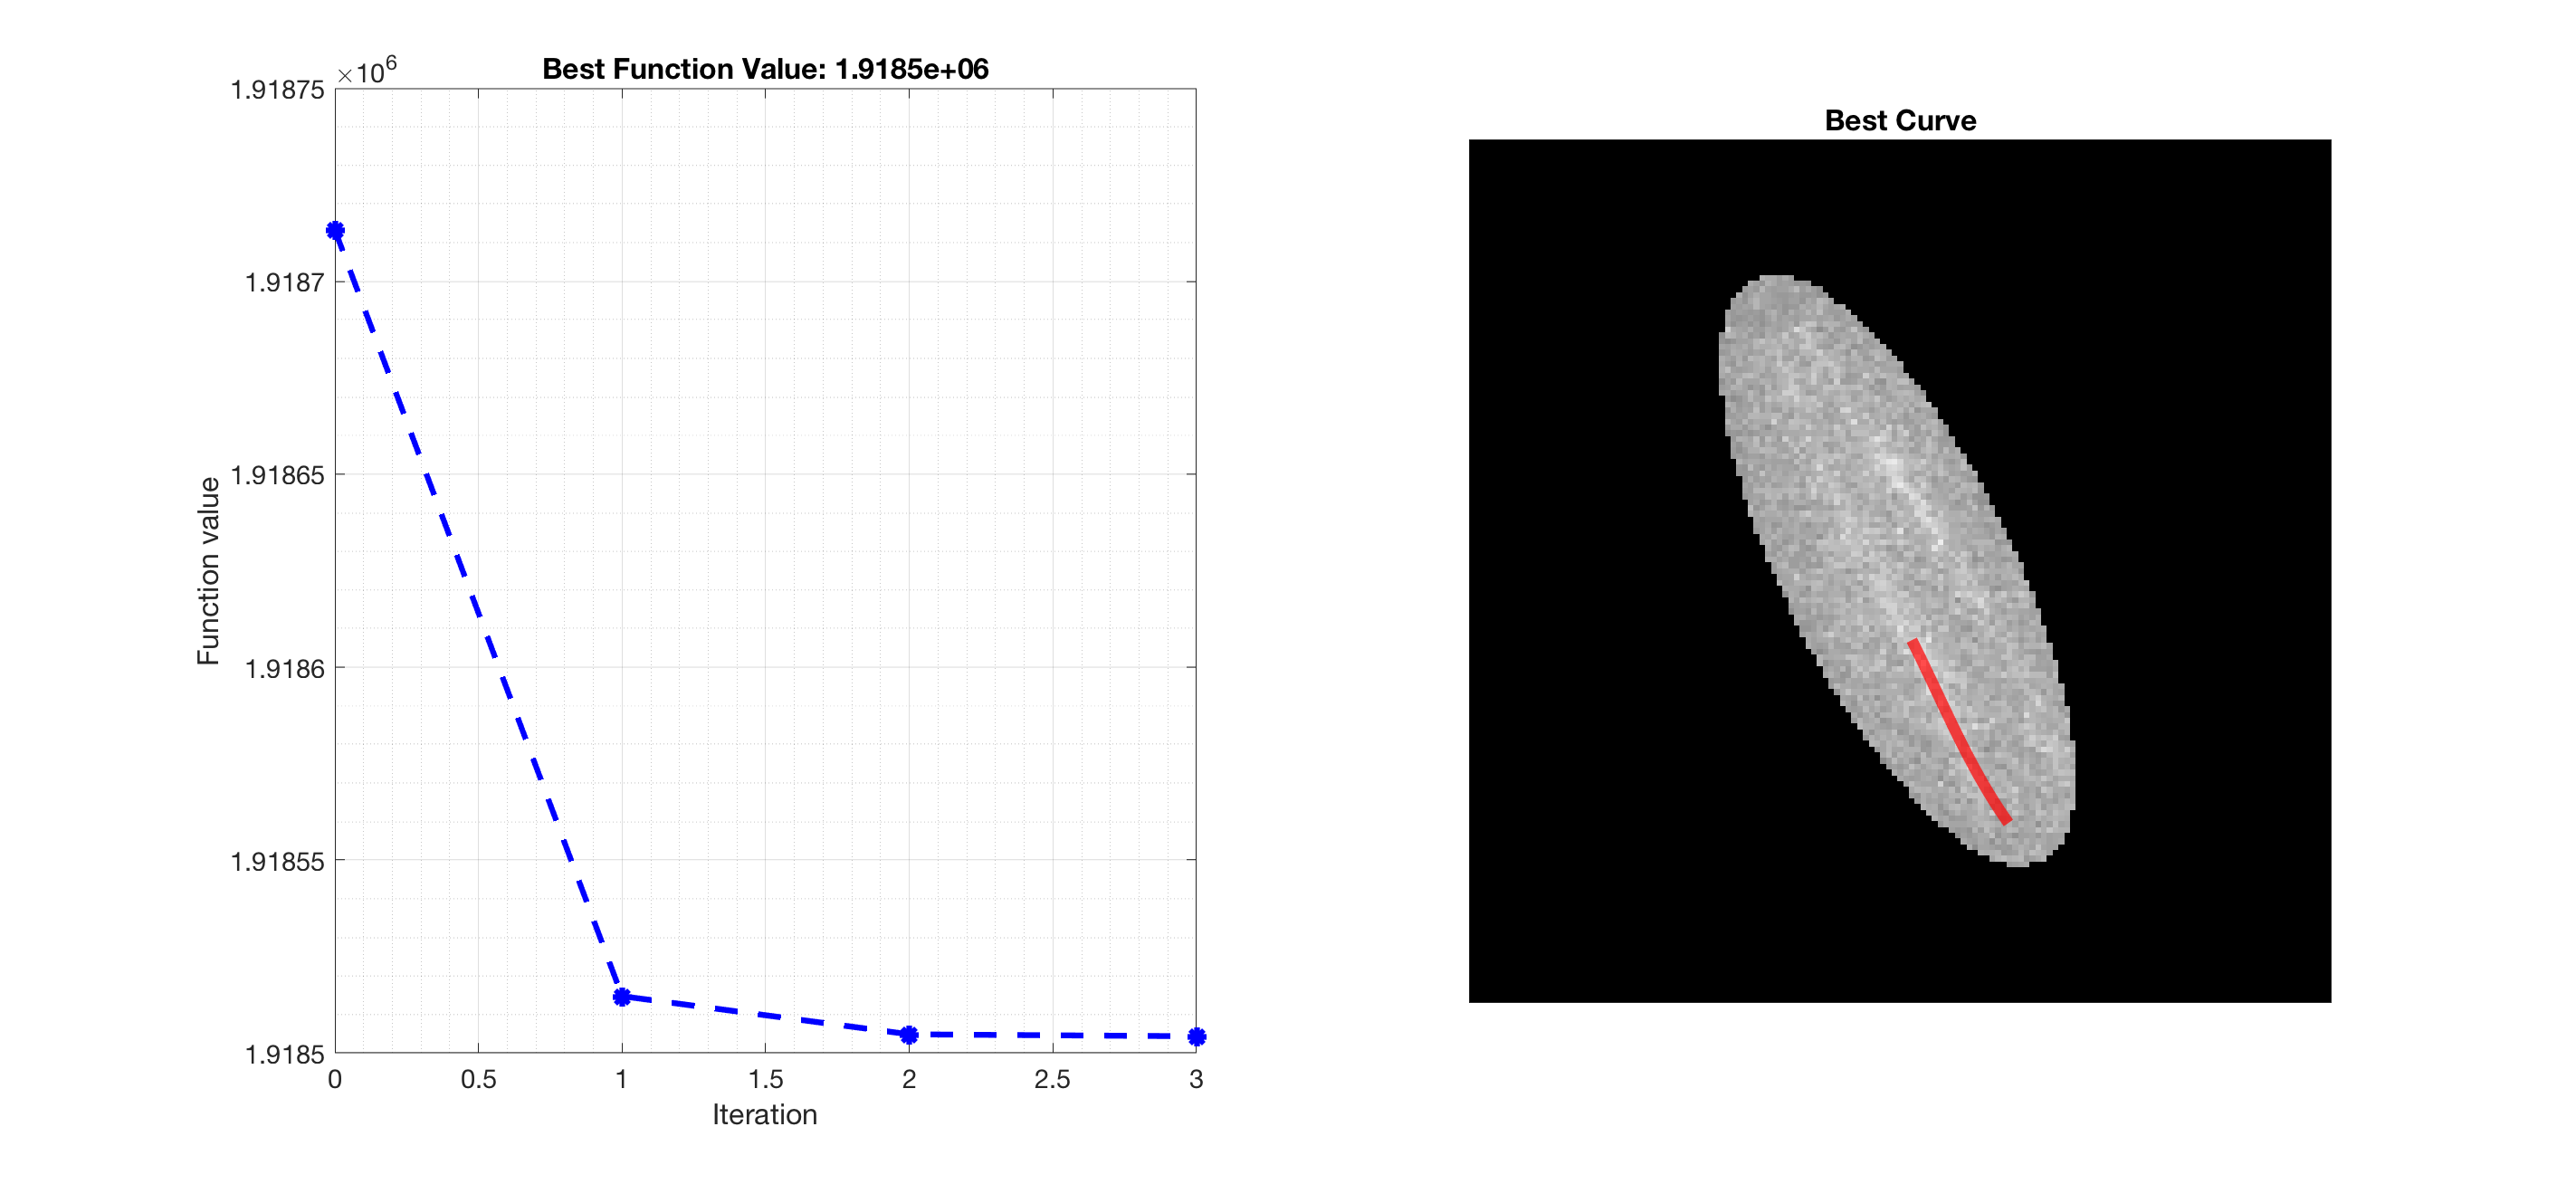 Best Function Value: 1.9185e+06
×10^6
1.91875
1.9187
1.91865
1.9186
1.91855
1.9185
Function value
0 0.5 1 1.5 2 2.5 3
Iteration
Best Curve